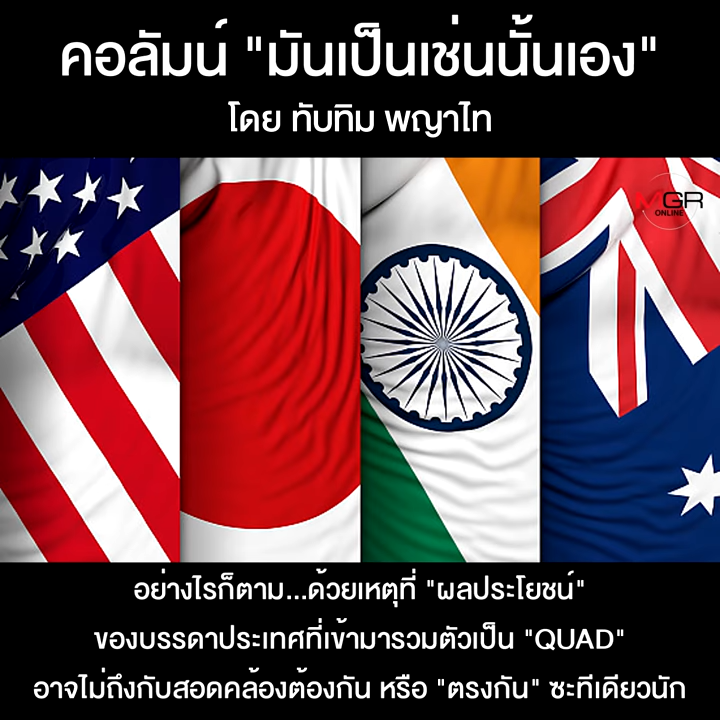 คอลัมน์ "มันเป็นเช่นนั้นเอง"
โดย ทับทิม พญาไท
MGR
ONLINE
อย่างไรก็ตาม...ด้วยเหตุที่ "ผลประโยชน์"
ของบรรดาประเทศที่เข้ามารวมตัวเป็น "QUAD"
อาจไม่ถึงกับสอดคล้องต้องกัน หรือ "ตรงกัน" ซะทีเดียวนัก